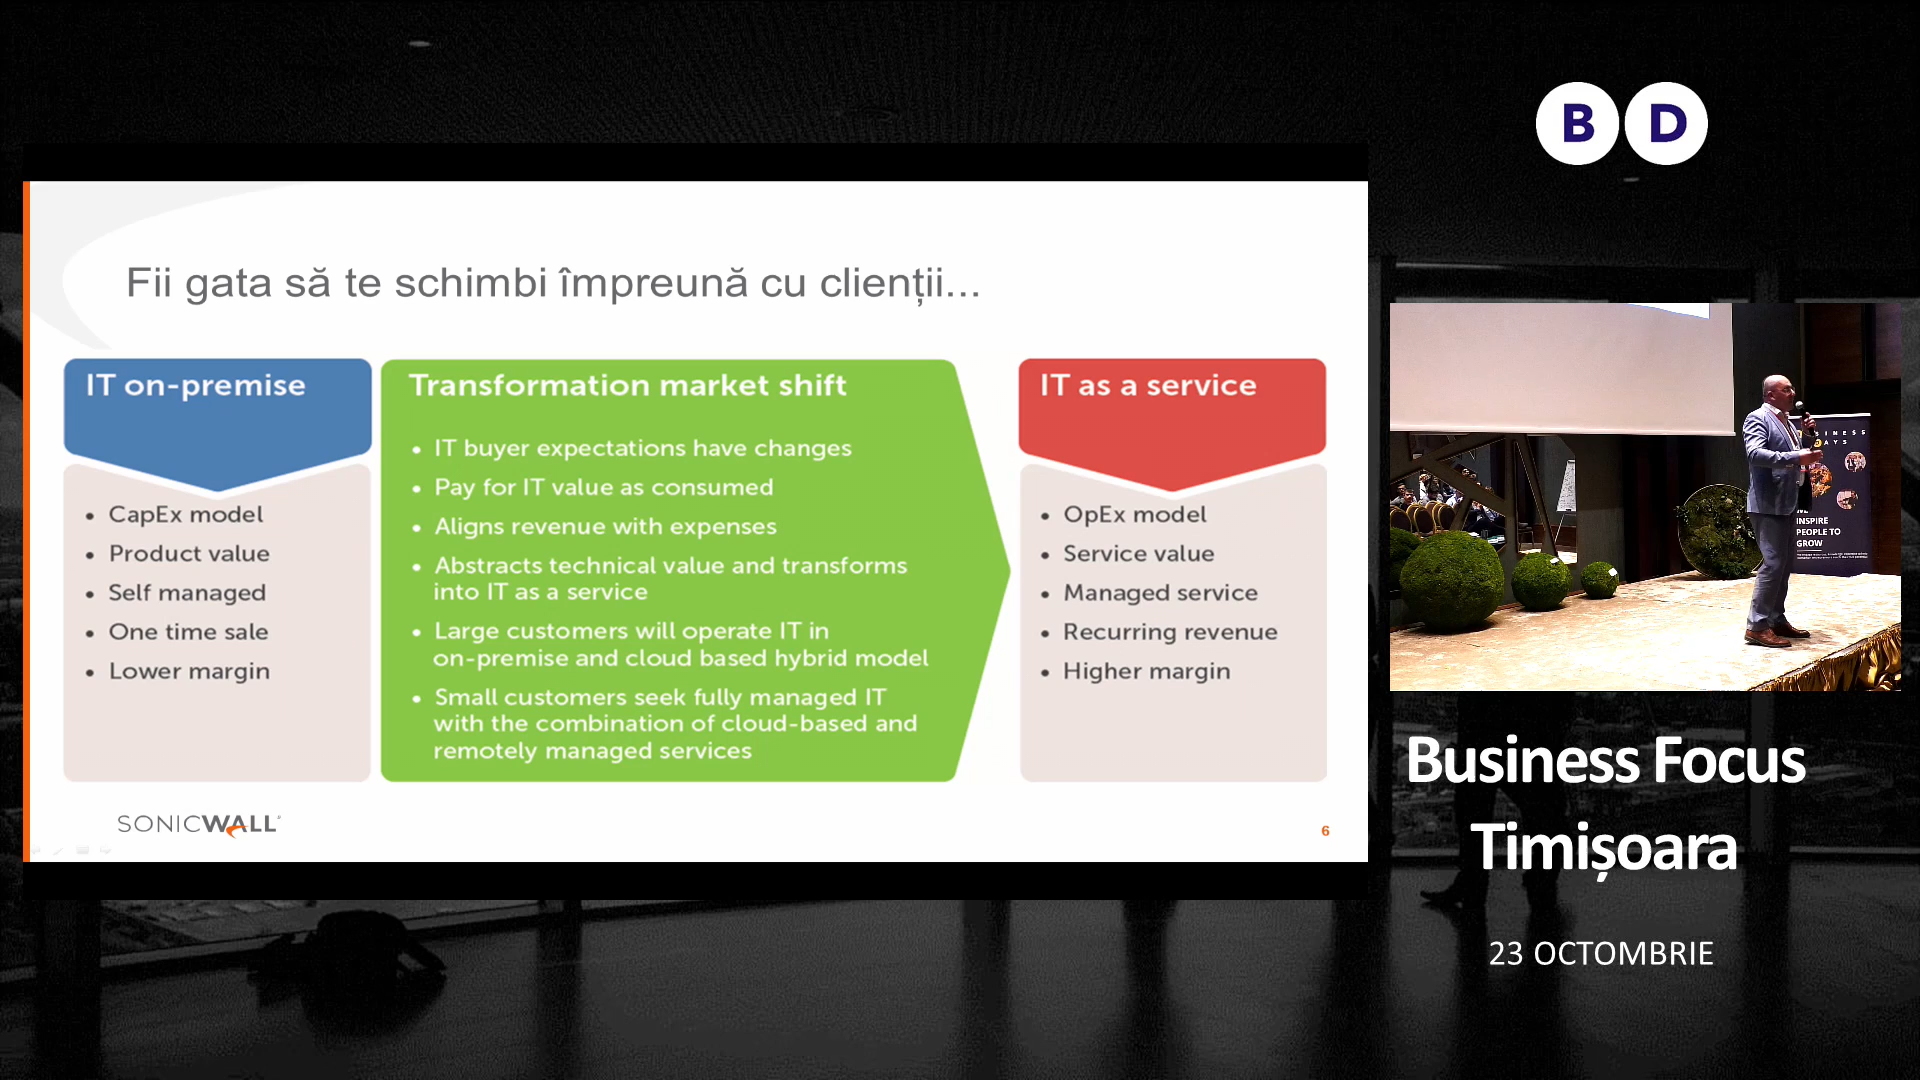 B D
Fii gata să te schimbi împreună cu clienții...
IT on-premise
• CapEx model
• Product value
• Self managed
• One time sale
• Lower margin
Transformation market shift
• IT buyer expectations have changes
• Pay for IT value as consumed
• Aligns revenue with expenses
• Abstracts technical value and transforms
into IT as a service
• Large customers will operate IT in
on-premise and cloud based hybrid model
• Small customers seek fully managed IT
with the combination of cloud-based and
remotely managed services
IT as a service
• OpEx model
• Service value
• Managed service
• Recurring revenue
• Higher margin
SONICWALL
6
INSPIRE
PEOPLE TO
GROW
Business Focus
Timișoara
23 OCTOMBRIE